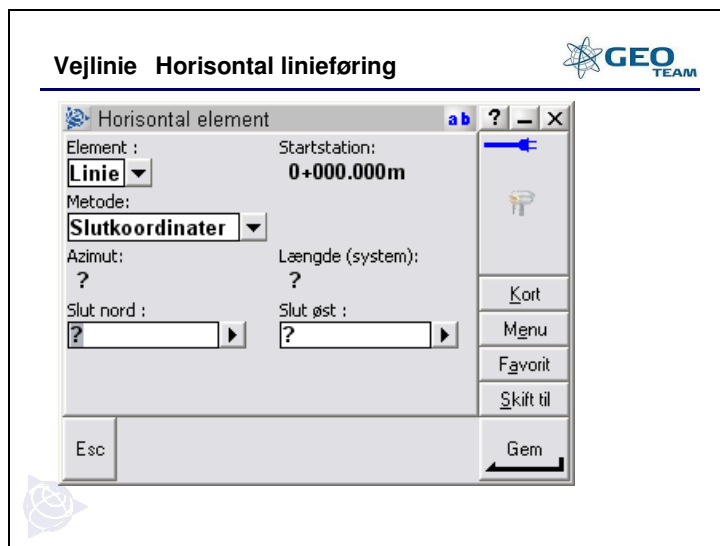 Vejlinie Horisontal linieføring
GEO
TEAM
Horisontal element
ab ? – X
Element : Startstation:
Linie 0+000.000m
Metode:
Slutkoordinater
Azimut: Længde (system):
? ?
Slut nord : Slut øst :
? ?
Kort
Menu
Favorit
Skift til
Esc
Gem